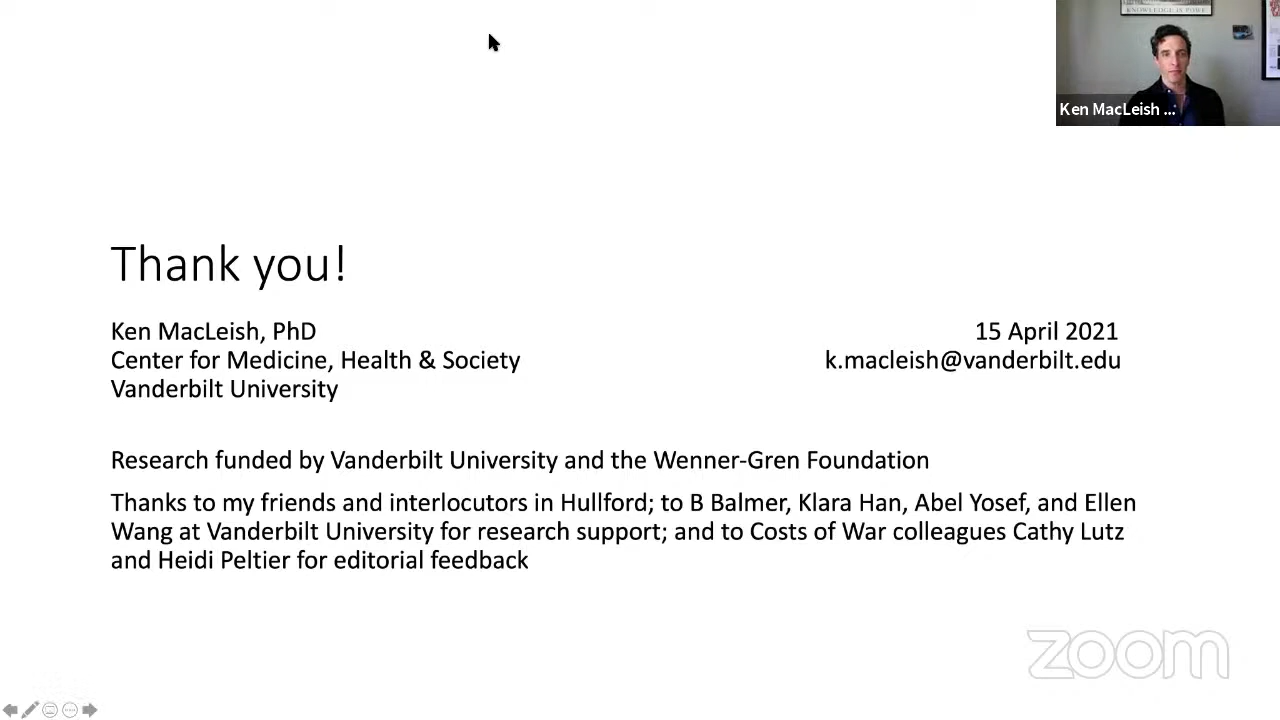 KNOWLEDGE IS POWER
Ken MacLeish ...
Thank you!
Ken MacLeish, PhD
15 April 2021
Center for Medicine, Health & Society
k.macleish@vanderbilt.edu
Vanderbilt University
Research funded by Vanderbilt University and the Wenner-Gren Foundation
Thanks to my friends and interlocutors in Hullford; to B Balmer, Klara Han, Abel Yosef, and Ellen
Wang at Vanderbilt University for research support; and to Costs of War colleagues Cathy Lutz
and Heidi Peltier for editorial feedback
zoom